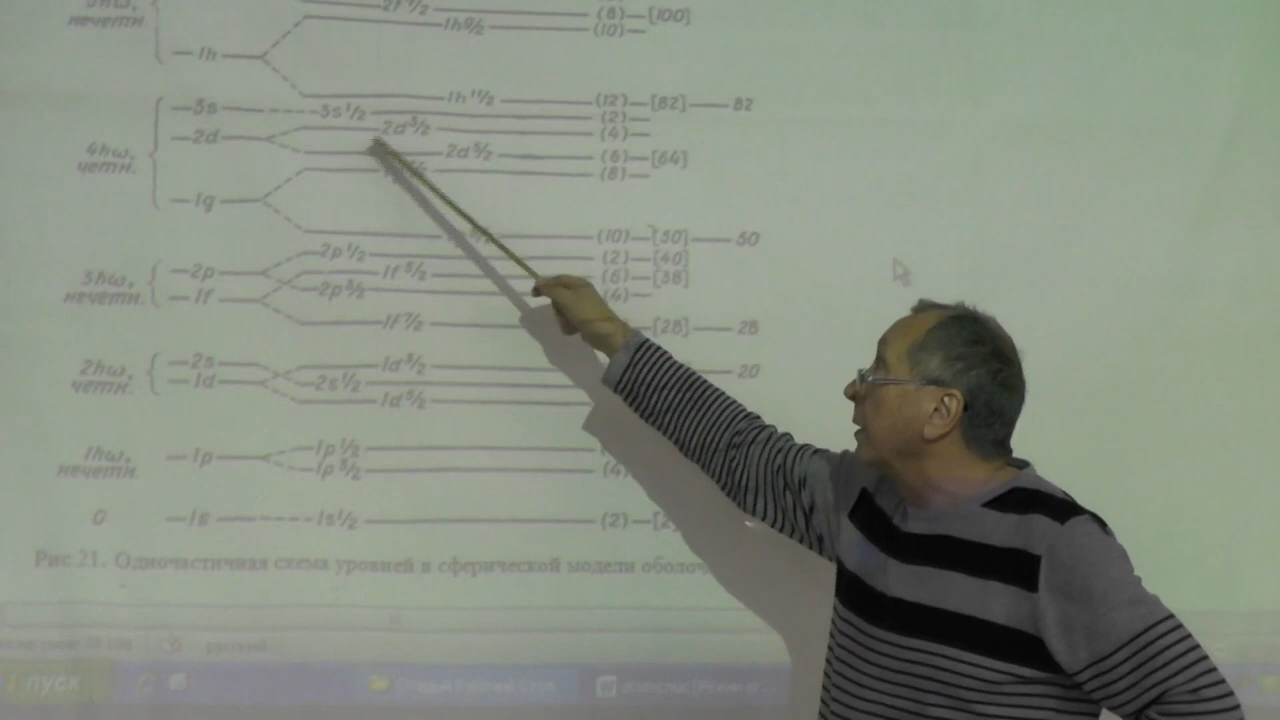 нечетн.
2f
1h9/2
(8)—[100]
(10)—
1h
1h 11/2 (12)—[82]—82
3s 3s 1/2 (2)—
2d 2d 3/2 (4)—
4ħω, четн.
2d 5/2 (6)—[64]
(8)—
1g
(10)—[50]—50
2p 1/2 (2)—[40]
2p 1f 5/2 (6)—[38]
3ħω, нечетн.
1f 2p 3/2 (4)—
1f 7/2 [28]—28
2s 1d 3/2 20
2ħω, четн.
1d 2s 1/2
1d 5/2
1p 1/2
1ħω, нечетн.
1p
1p 3/2 (4)
0 1s 1s 1/2 (2)—[2
Рис.21. Одночастичная схема уровней в сферической модели оболоч
русский
пуск